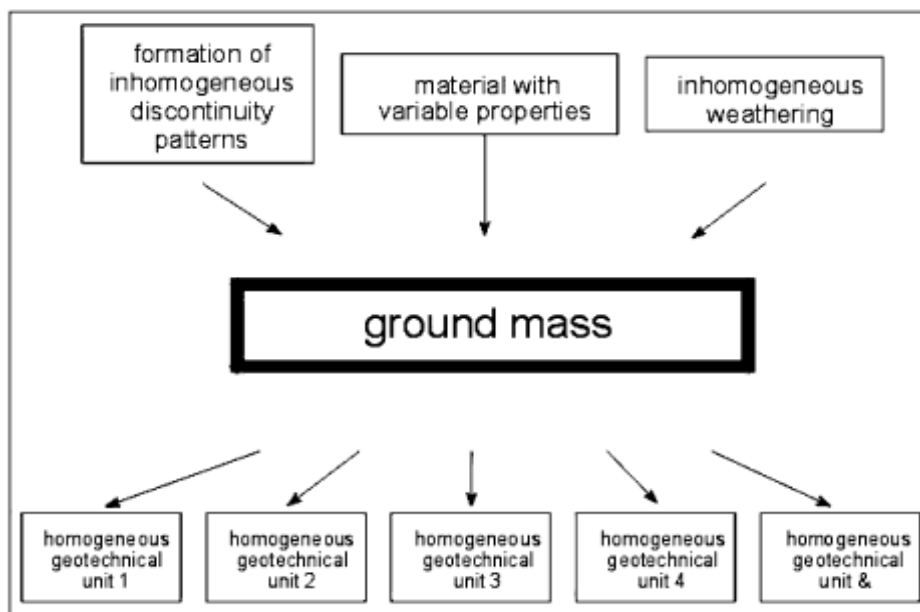 formation of
inhomogeneous
discontinuity
patterns
material with
variable properties
inhomogeneous
weathering
ground mass
homogeneous
geotechnical
unit 1
homogeneous
geotechnical
unit 2
homogeneous
geotechnical
unit 3
homogeneous
geotechnical
unit 4
homogeneous
geotechnical
unit &